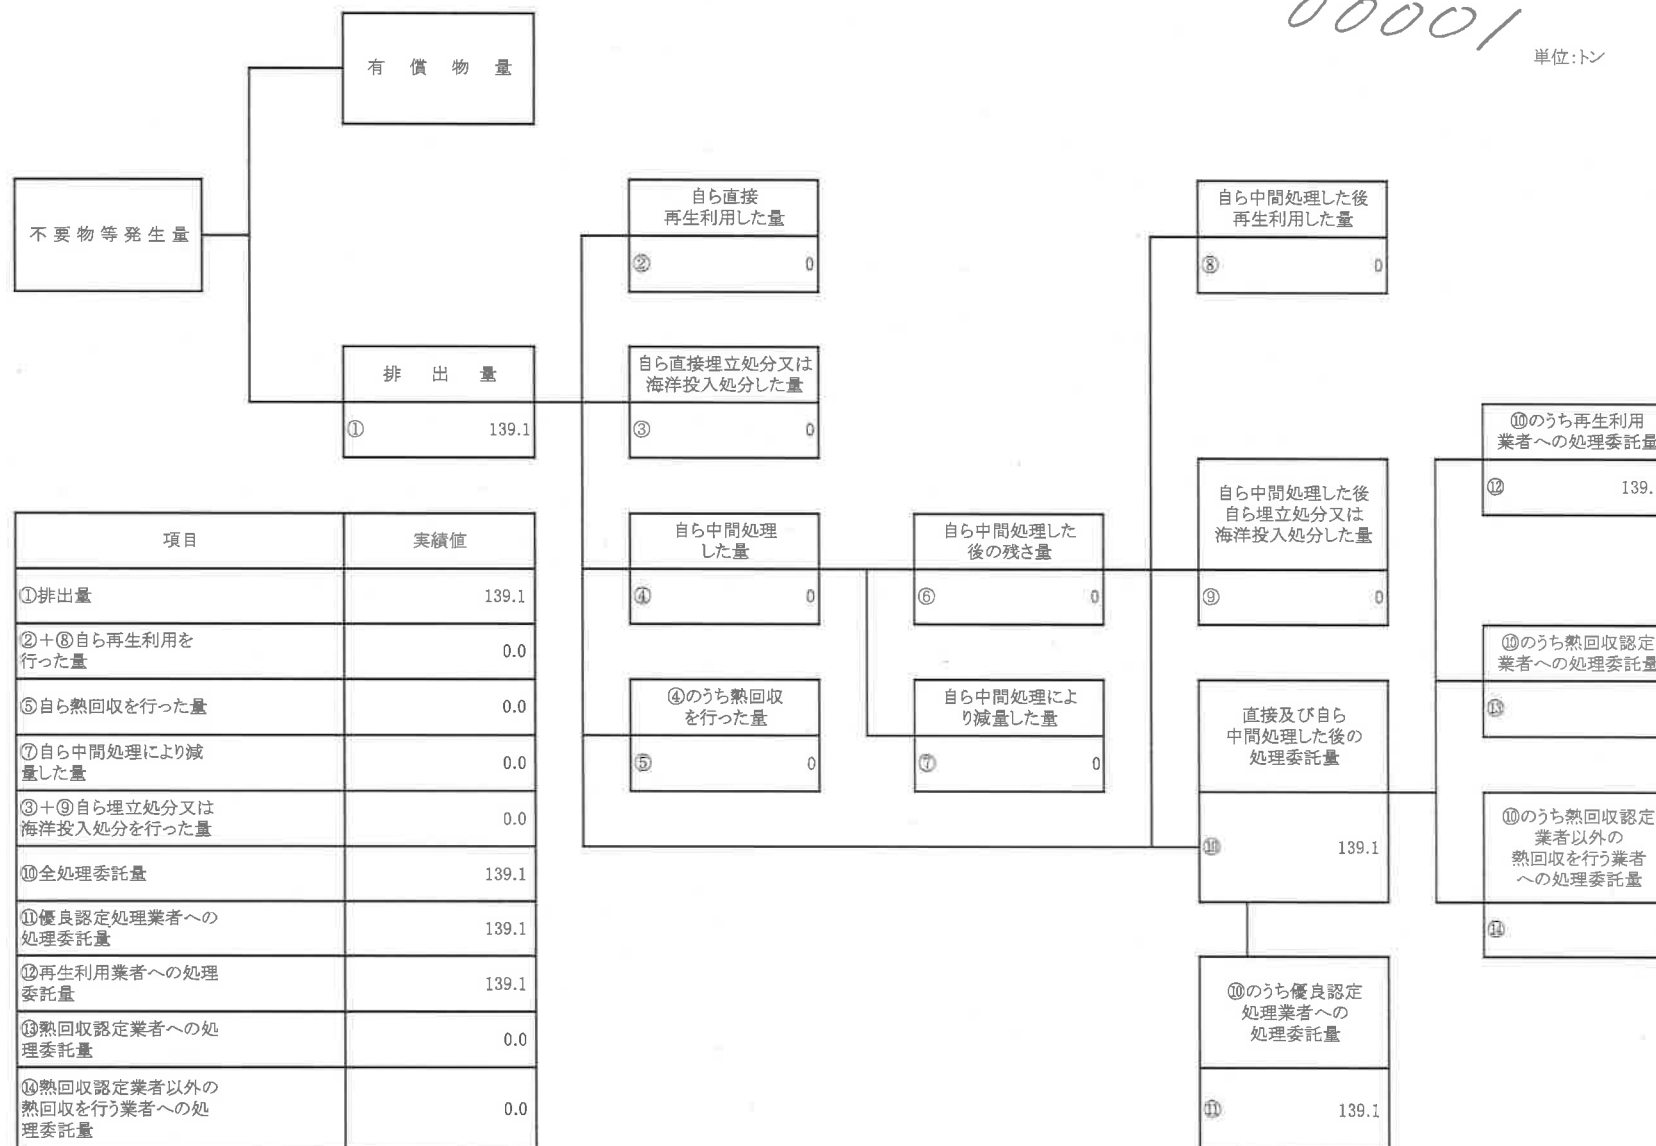 00001
単位:トン
有償物量
不要物等発生量
自ら直接
再生利用した量
② 0
自ら中間処理した後
再生利用した量
⑧ 0
排出量
① 139.1
自ら直接埋立処分又は
海洋投入処分した量
③ 0
⑩のうち再生利用
業者への処理委託量
⑫ 139.
自ら中間処理
した量
④ 0
自ら中間処理した
後の残さ量
⑥ 0
自ら中間処理した後
自ら埋立処分又は
海洋投入処分した量
⑨ 0
⑩のうち熱回収認定
業者への処理委託量
⑬
④のうち熱回収
を行った量
⑤ 0
自ら中間処理によ
り減量した量
⑦ 0
直接及び自ら
中間処理した後の
処理委託量
⑩ 139.1
⑩のうち熱回収認定
業者以外の
熱回収を行う業者
への処理委託量
⑭
⑩のうち優良認定
処理業者への
処理委託量
⑪ 139.1
項目 実績値
①排出量 139.1
②+⑧自ら再生利用を
行った量 0.0
⑤自ら熱回収を行った量 0.0
⑦自ら中間処理により減
量した量 0.0
③+⑨自ら埋立処分又は
海洋投入処分を行った量 0.0
⑩全処理委託量 139.1
⑪優良認定処理業者への
処理委託量 139.1
⑫再生利用業者への処理
委託量 139.1
⑬熱回収認定業者への処
理委託量 0.0
⑭熱回収認定業者以外の
熱回収を行う業者への処
理委託量 0.0